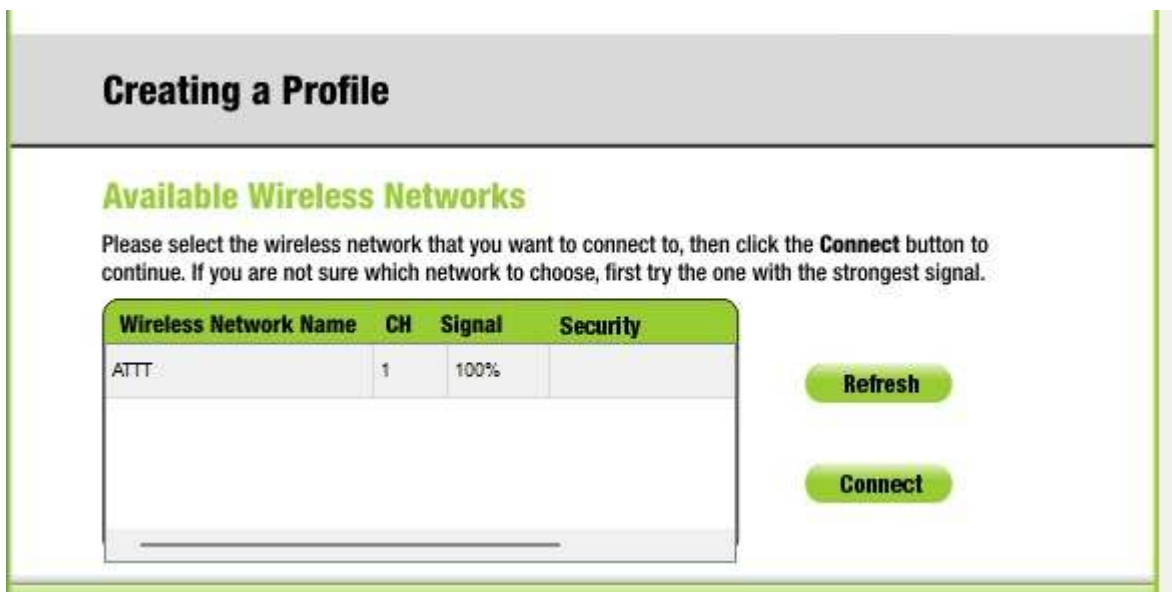 Creating a Profile
Available Wireless Networks
Please select the wireless network that you want to connect to, then click the Connect button to
continue. If you are not sure which network to choose, first try the one with the strongest signal.
Wireless Network Name CH Signal Security
ATTT 1 100%
Refresh
Connect